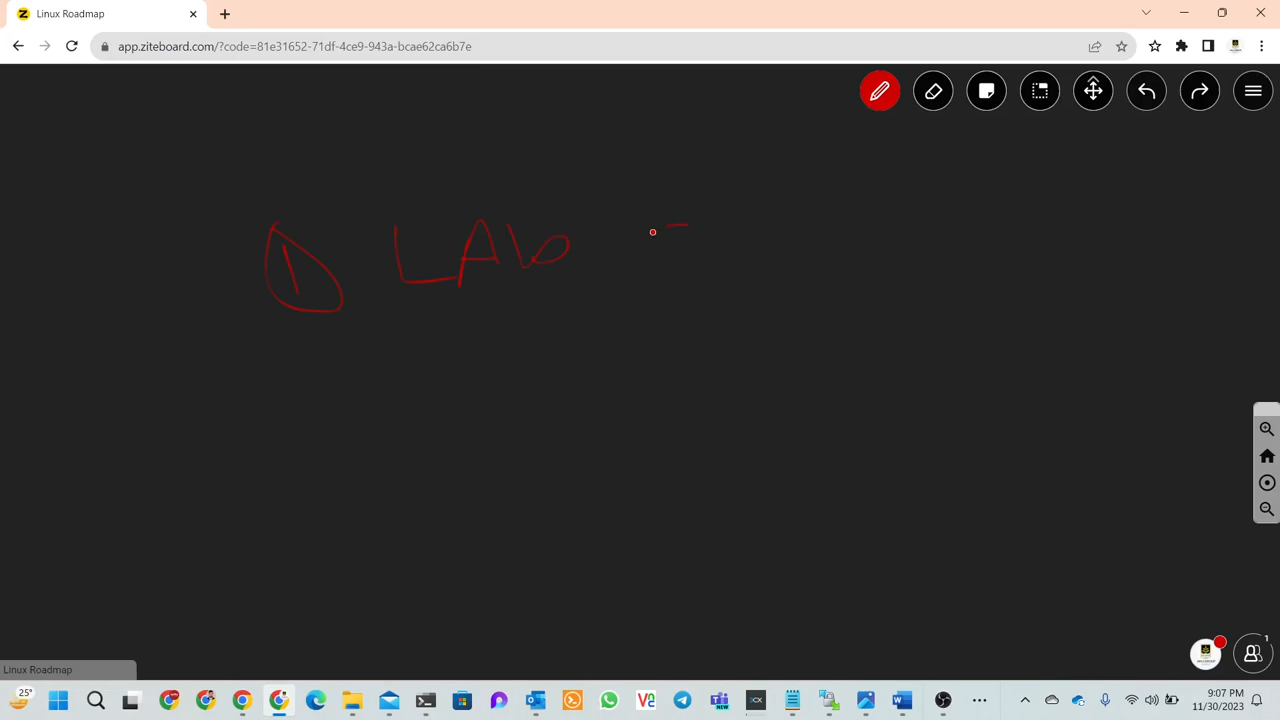 Linux Roadmap
app.ziteboard.com/?code=81e31652-71df-4ce9-943a-bcae62ca6b7e
1 LAb
1
Linux Roadmap
25°
9:07 PM
11/30/2023